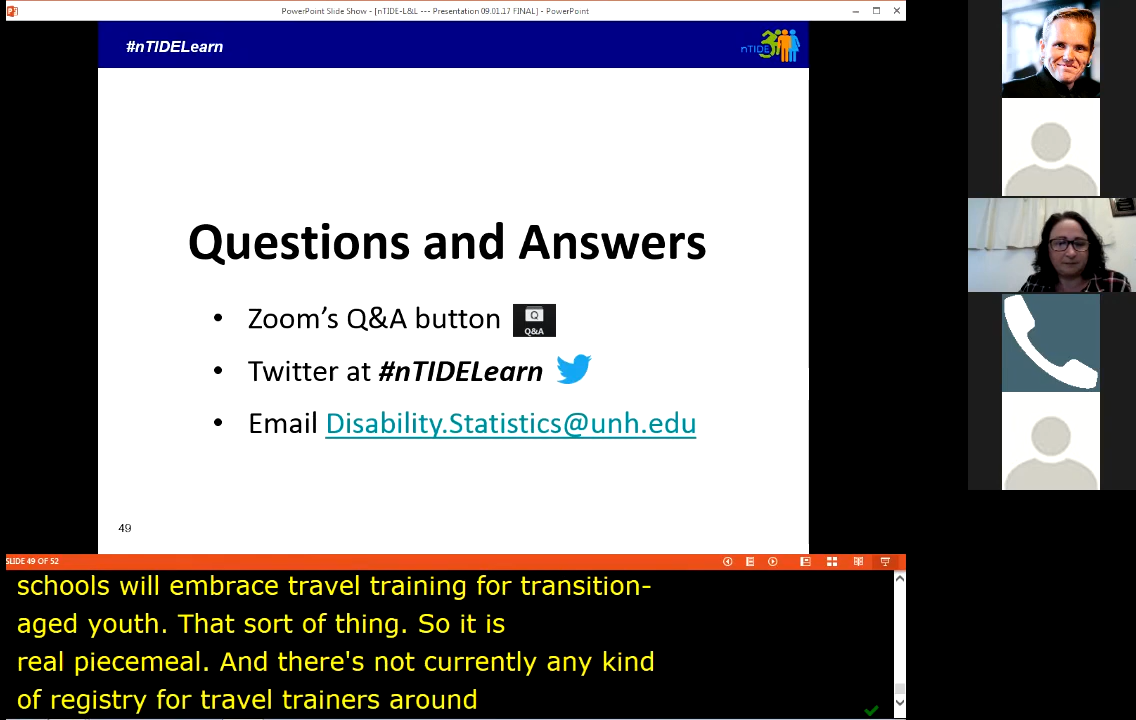 PowerPoint Slide Show - [nTIDE-L&L --- Presentation 09.01.17 FINAL] - PowerPoint
#nTIDELearn
nTIDE
Questions and Answers
• Zoom's Q&A button
Q
Q&A
• Twitter at #nTIDELearn
• Email Disability.Statistics@unh.edu
49
SLIDE 49 OF 52
schools will embrace travel training for transition-
aged youth. That sort of thing. So it is
real piecemeal. And there's not currently any kind
of registry for travel trainers around